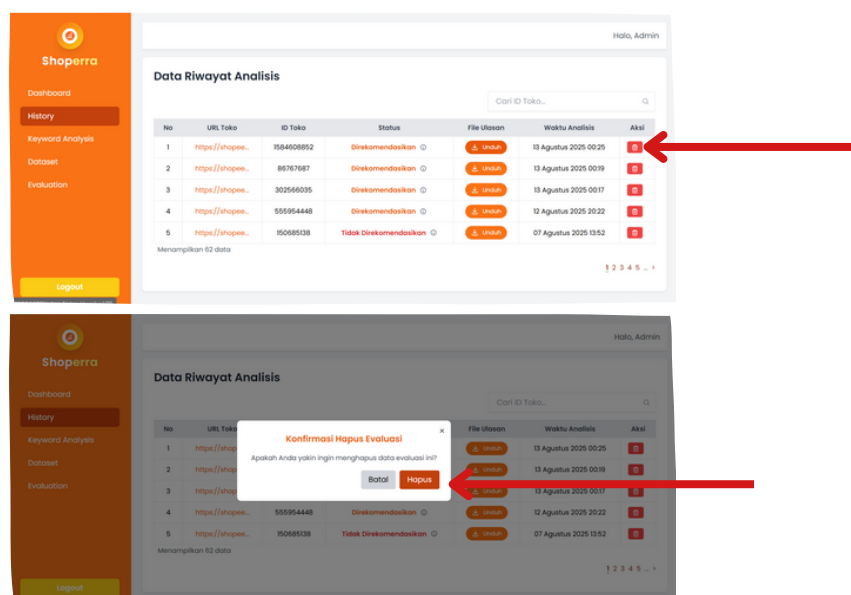 Shoperra
Halo, Admin
Data Riwayat Analisis
Cari ID Toko...
Dashboard
History
Keyword Analysis
Dataset
Evaluation
Logout
No URL Toko ID Toko Status File Ulasan Waktu Analisis Aksi
1 https://shopee... 1584608852 Direkomendasikan Unduh 13 Agustus 2025 00:25
2 https://shopee... 86767687 Direkomendasikan Unduh 13 Agustus 2025 00:19
3 https://shopee... 302566035 Direkomendasikan Unduh 13 Agustus 2025 00:17
4 https://shopee... 555954448 Direkomendasikan Unduh 12 Agustus 2025 20:22
5 https://shopee... 150685138 Tidak Direkomendasikan Unduh 07 Agustus 2025 13:52
Menampilkan 62 data
1 2 3 4 5 ... ›
Shoperra
Halo, Admin
Data Riwayat Analisis
Cari ID Toko...
Dashboard
History
Keyword Analysis
Dataset
Evaluation
Logout
No URL Toko File Ulasan Waktu Analisis Aksi
1 https://shop Unduh 13 Agustus 2025 00:25
2 https://shop Unduh 13 Agustus 2025 00:19
3 https://shop Unduh 13 Agustus 2025 00:17
4 https://shopee... 555954448 Direkomendasikan Unduh 12 Agustus 2025 20:22
5 https://shopee... 150685138 Tidak Direkomendasikan Unduh 07 Agustus 2025 13:52
Menampilkan 62 data
1 2 3 4 5 ... ›
×
Konfirmasi Hapus Evaluasi
Apakah Anda yakin ingin menghapus data evaluasi ini?
Batal Hapus